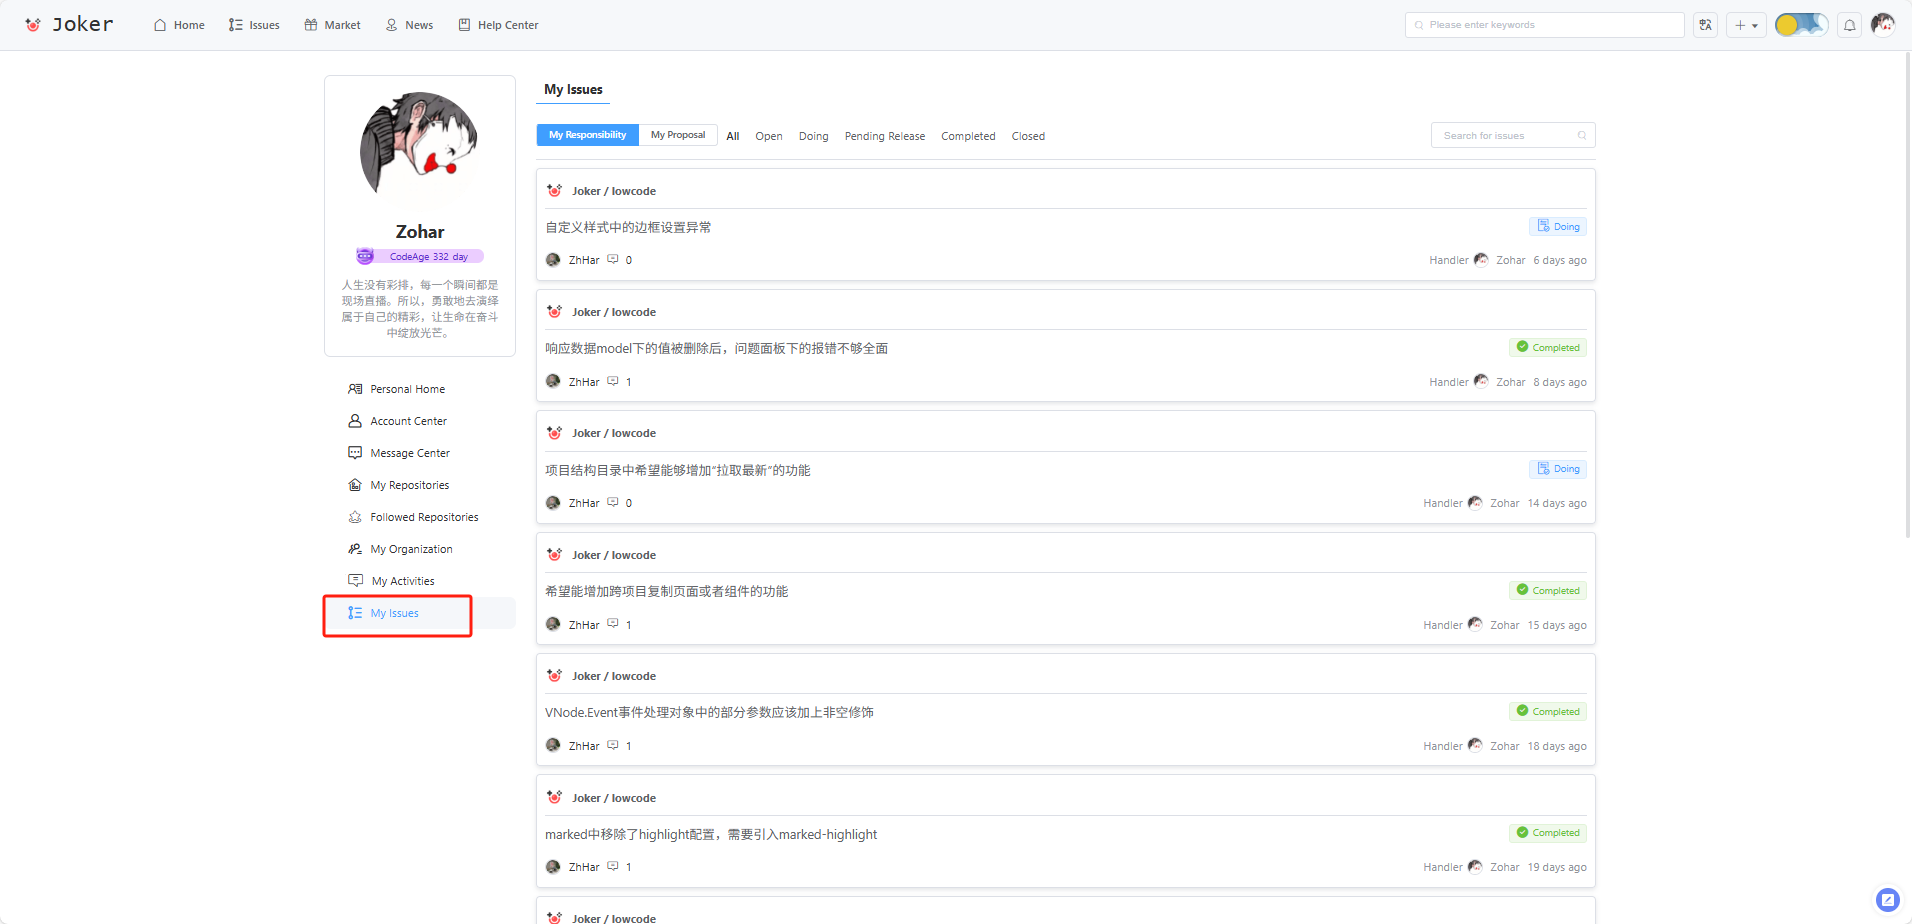 Joker
Home
Issues
Market
News
Help Center
Please enter keywords
Zohar
CodeAge 332 day
人生没有彩排，每一个瞬间都是
现场直播。所以，勇敢地去演绎
属于自己的精彩，让生命在奋斗
中绽放光芒。
Personal Home
Account Center
Message Center
My Repositories
Followed Repositories
My Organization
My Activities
My Issues
My Issues
My Responsibility
My Proposal
All
Open
Doing
Pending Release
Completed
Closed
Search for issues
Joker / lowcode
自定义样式中的边框设置异常
Doing
ZhHar 0
Handler Zohar 6 days ago
Joker / lowcode
响应数据model下的值被删除后，问题面板下的报错不够全面
Completed
ZhHar 1
Handler Zohar 8 days ago
Joker / lowcode
项目结构目录中希望能够增加“拉取最新”的功能
Doing
ZhHar 0
Handler Zohar 14 days ago
Joker / lowcode
希望能增加跨项目复制页面或者组件的功能
Completed
ZhHar 1
Handler Zohar 15 days ago
Joker / lowcode
VNode.Event事件处理对象中的部分参数应该加上非空修饰
Completed
ZhHar 1
Handler Zohar 18 days ago
Joker / lowcode
marked中移除了highlight配置，需要引入marked-highlight
Completed
ZhHar 1
Handler Zohar 19 days ago
Joker / lowcode